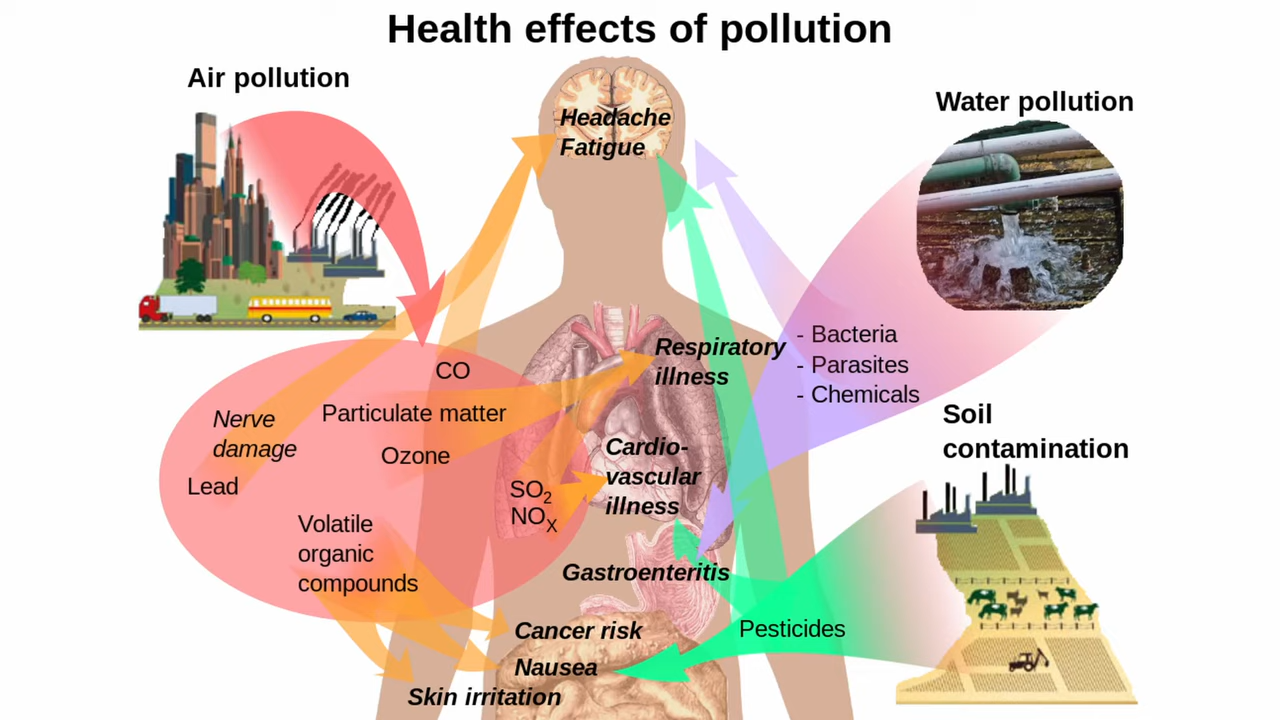 Health effects of pollution
Air pollution
Water pollution
Headache
Fatigue
- Bacteria
- Parasites
- Chemicals
Respiratory
illness
CO
Particulate matter
Ozone
Nerve
damage
Lead
Soil
contamination
Cardio-
vascular
illness
SO₂
NOₓ
Volatile
organic
compounds
Gastroenteritis
Pesticides
Cancer risk
Nausea
Skin irritation